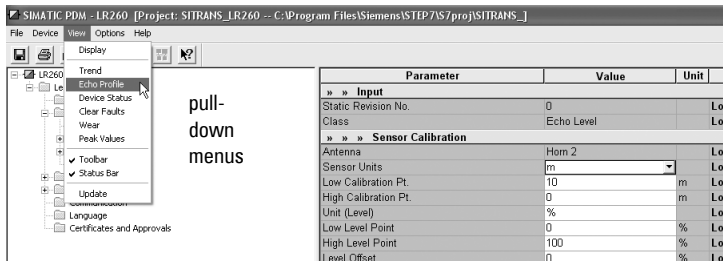 SIMATIC PDM - LR260 [Project: SITRANS_LR260 -- C:\Program Files\Siemens\STEP7\S7proj\SITRANS_]
File Device View Options Help
Display
Trend
Echo Profile
Device Status
Clear Faults
Wear
Peak Values
Toolbar
Status Bar
Update
LR260
Le
Communication
Language
Certificates and Approvals
pull-
down
menus
Parameter Value Unit
» » Input
Static Revision No. 0 Lo
Class Echo Level Lo
» » » Sensor Calibration
Antenna Horn 2 Lo
Sensor Units m Lo
Low Calibration Pt. 10 m Lo
High Calibration Pt. 0 m Lo
Unit (Level) % Lo
Low Level Point 0 % Lo
High Level Point 100 % Lo
Level Offset 0 % Lo